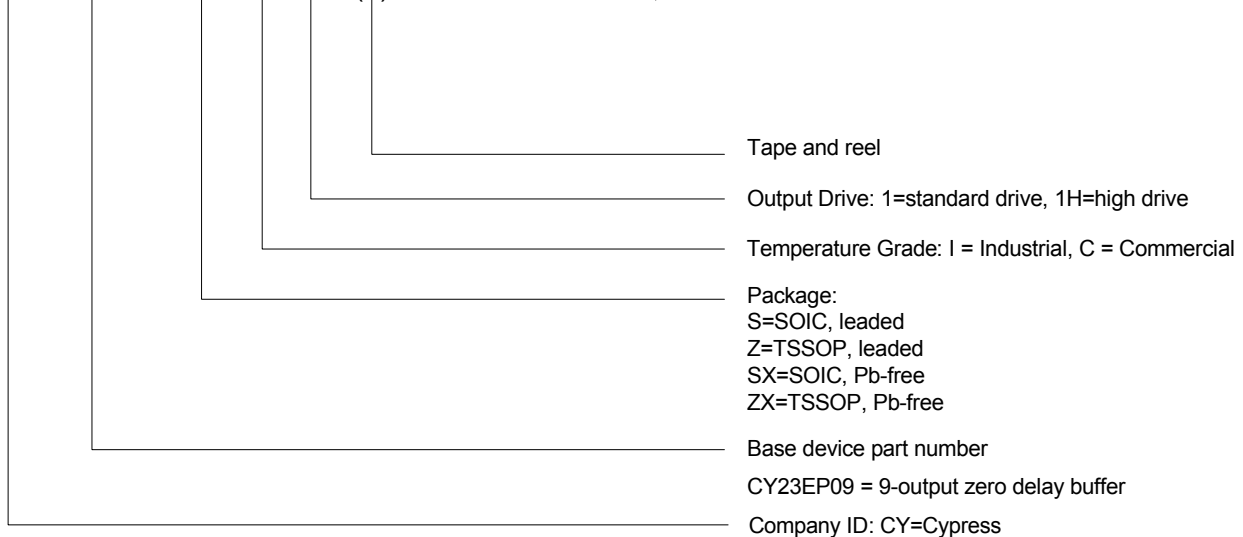 Tape and reel
Output Drive: 1=standard drive, 1H=high drive
Temperature Grade: I = Industrial, C = Commercial
Package:
S=SOIC, leaded
Z=TSSOP, leaded
SX=SOIC, Pb-free
ZX=TSSOP, Pb-free
Base device part number
CY23EP09 = 9-output zero delay buffer
Company ID: CY=Cypress